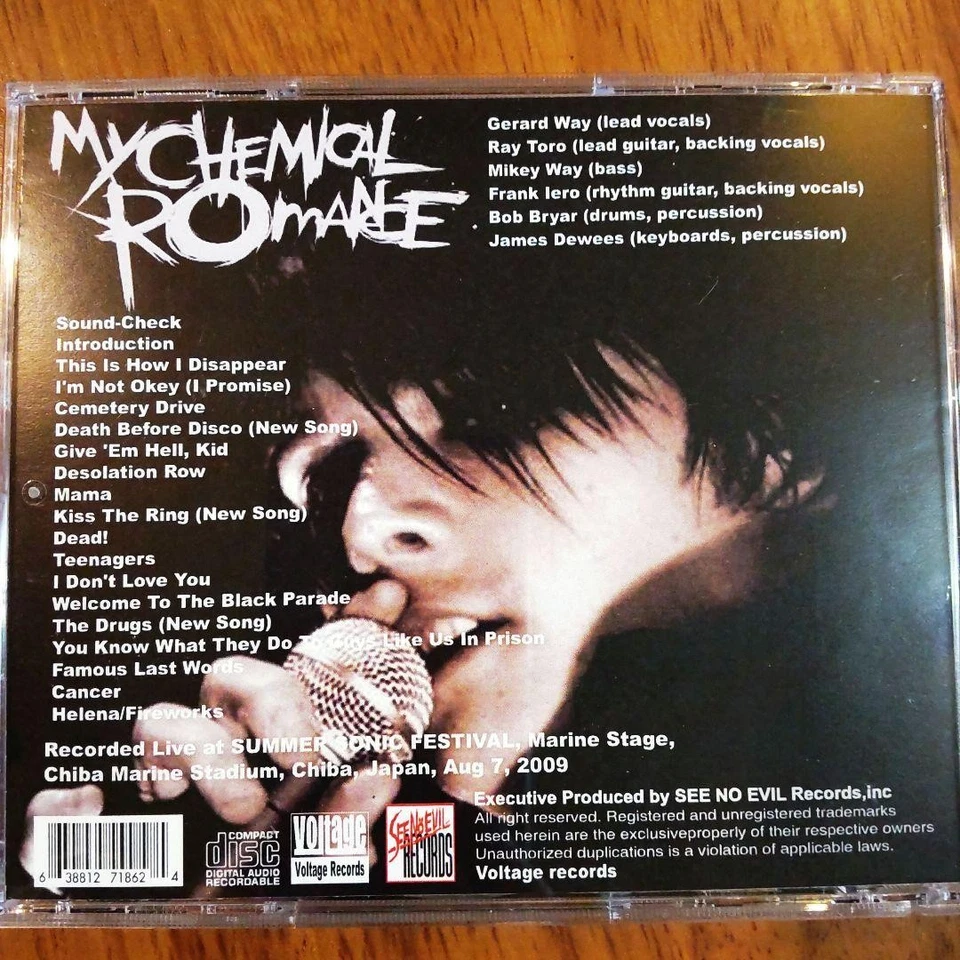 MY CHEMICAL
ROMANCE
Gerard Way (lead vocals)
Ray Toro (lead guitar, backing vocals)
Mikey Way (bass)
Frank Iero (rhythm guitar, backing vocals)
Bob Bryar (drums, percussion)
James Dewees (keyboards, percussion)
Sound-Check
Introduction
This Is How I Disappear
I'm Not Okey (I Promise)
Cemetery Drive
Death Before Disco (New Song)
Give 'Em Hell, Kid
Desolation Row
Mama
Kiss The Ring (New Song)
Dead!
Teenagers
I Don't Love You
Welcome To The Black Parade
The Drugs (New Song)
You Know What They Do To Guys Like Us In Prison
Famous Last Words
Cancer
Helena/Fireworks
Recorded Live at SUMMER SONIC FESTIVAL, Marine Stage,
Chiba Marine Stadium, Chiba, Japan, Aug 7, 2009
Executive Produced by SEE NO EVIL Records,inc
All right reserved. Registered and unregistered trademarks
used herein are the exclusiveproperly of their respective owners
Unauthorized duplications is a violation of applicable laws.
Voltage records
6 38812 71862 4
COMPACT
disc
DIGITAL AUDIO
RECORDABLE
Voltage
Voltage Records
SEE NO EVIL
RECORDS